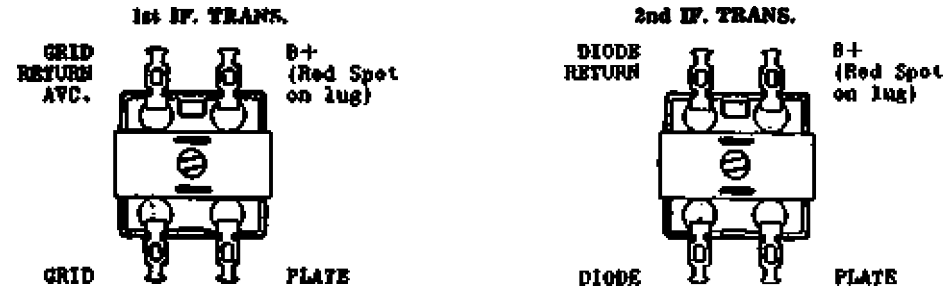 1st IF. TRANS.
GRID
RETURN
AVC.
B+
(Red Spot
on lug)
GRID
PLATE
2nd IF. TRANS.
DIODE
RETURN
B+
(Red Spot
on lug)
DIODE
PLATE